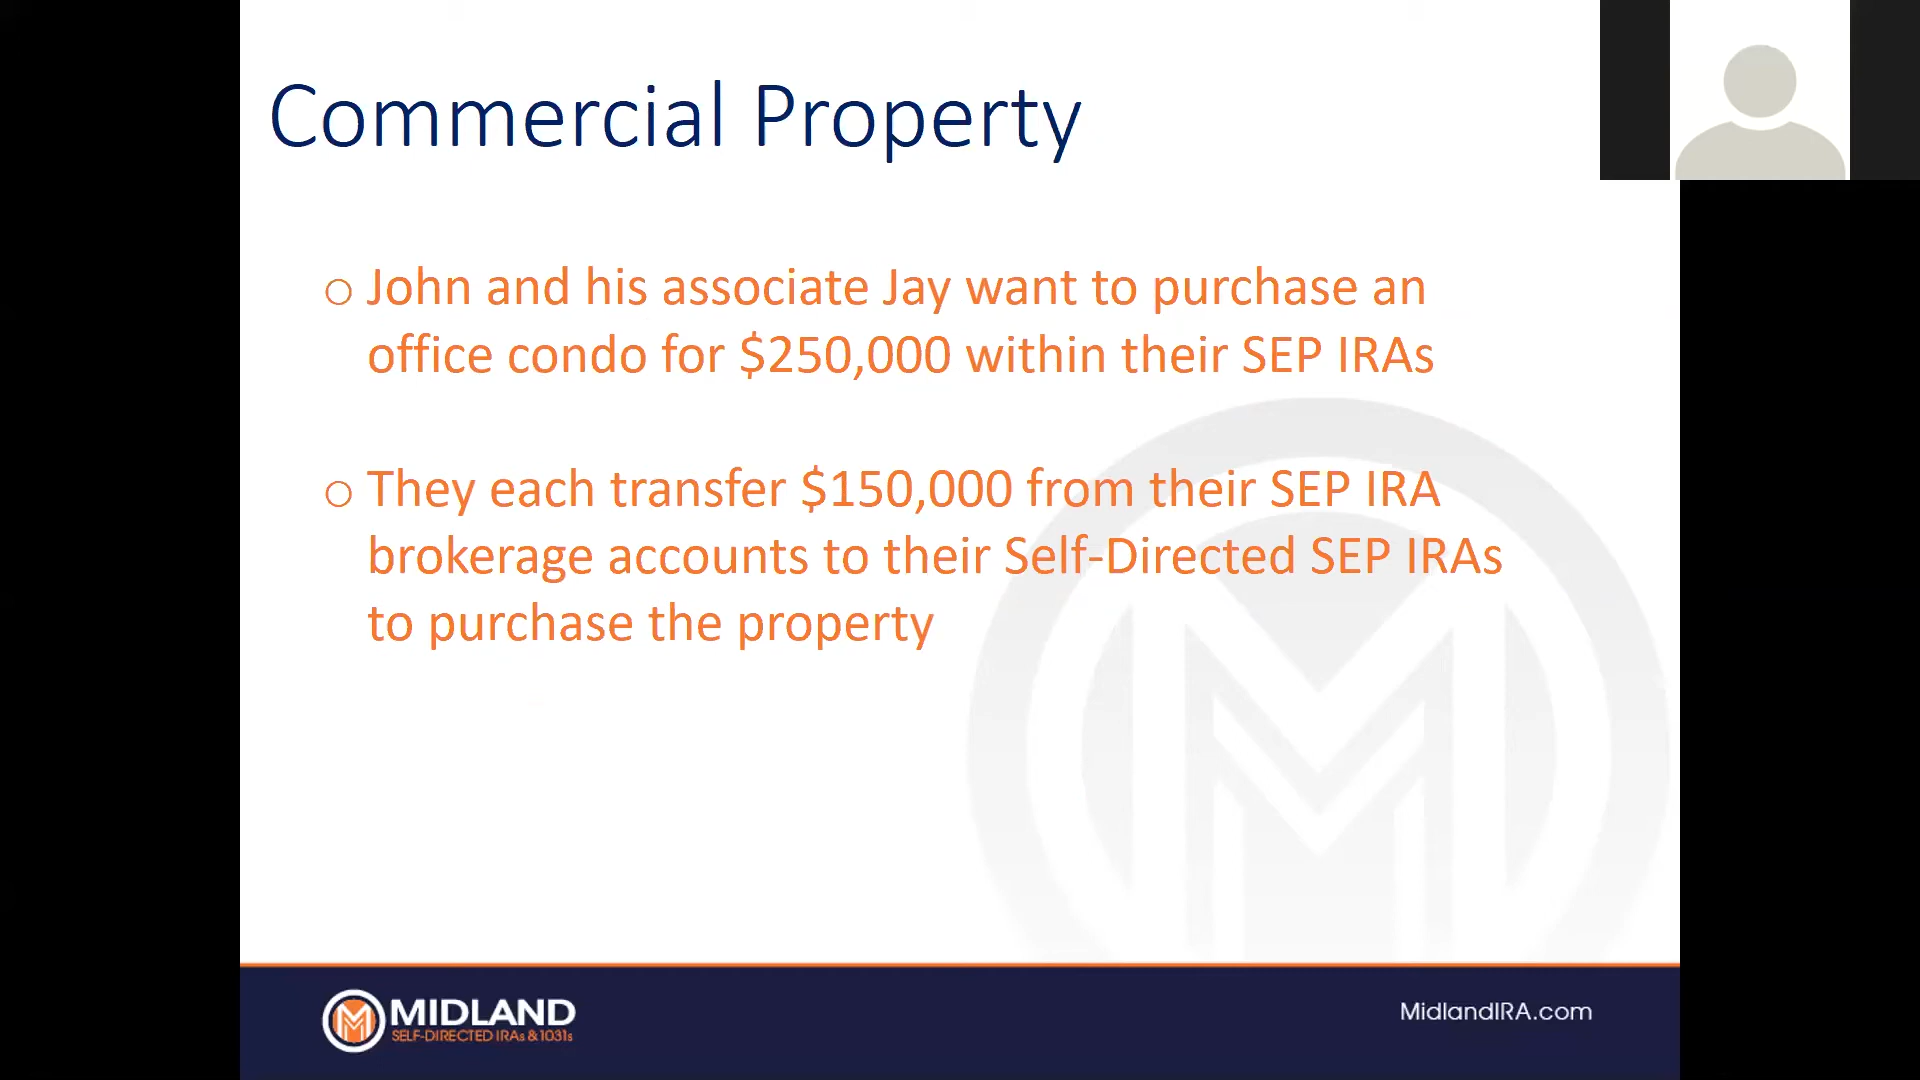 Commercial Property
o John and his associate Jay want to purchase an
office condo for $250,000 within their SEP IRAs
o They each transfer $150,000 from their SEP IRA
brokerage accounts to their Self-Directed SEP IRAs
to purchase the property
MIDLAND
SELF-DIRECTED IRAs & 1031s
MidlandIRA.com